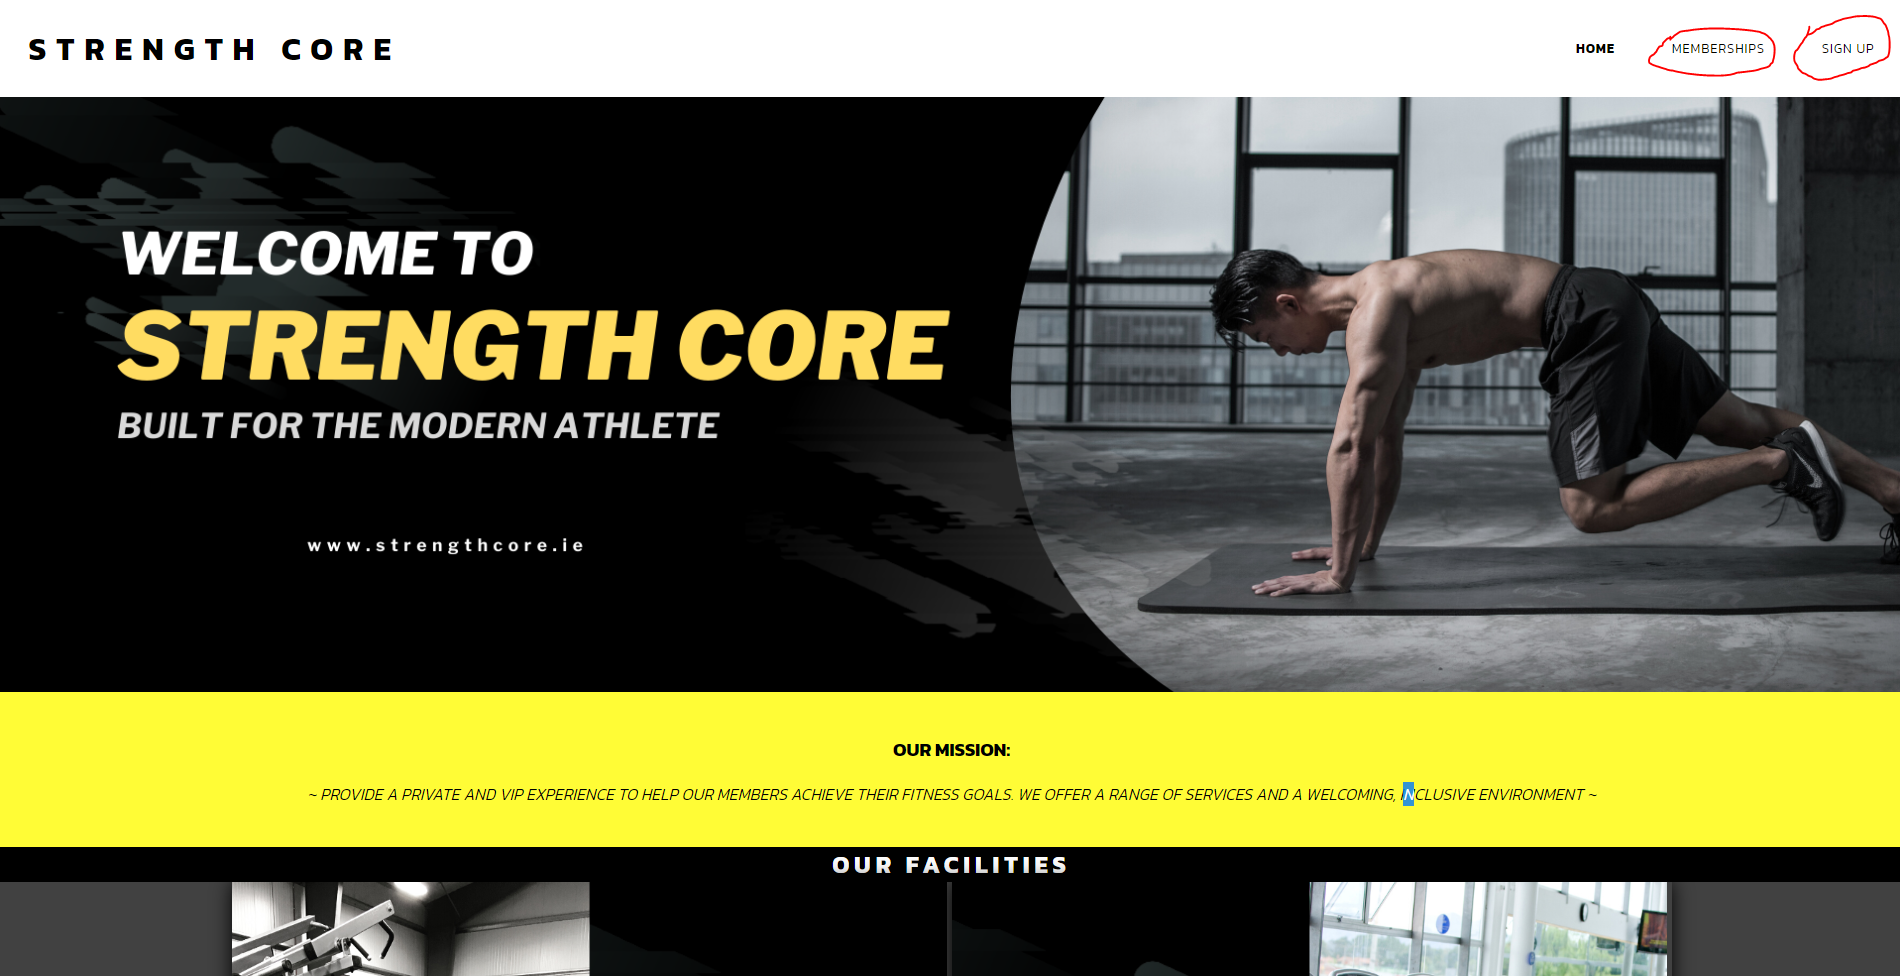 STRENGTH CORE
HOME MEMBERSHIPS SIGN UP
WELCOME TO
STRENGTH CORE
BUILT FOR THE MODERN ATHLETE
www.strengthcore.ie
OUR MISSION:
~ PROVIDE A PRIVATE AND VIP EXPERIENCE TO HELP OUR MEMBERS ACHIEVE THEIR FITNESS GOALS. WE OFFER A RANGE OF SERVICES AND A WELCOMING, INCLUSIVE ENVIRONMENT ~
OUR FACILITIES